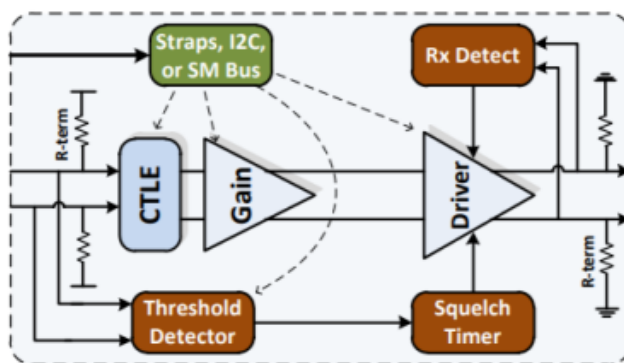 Straps, I2C,
or SM Bus
Rx Detect
R-term
CTLE
Gain
Driver
R-term
Threshold
Detector
Squelch
Timer